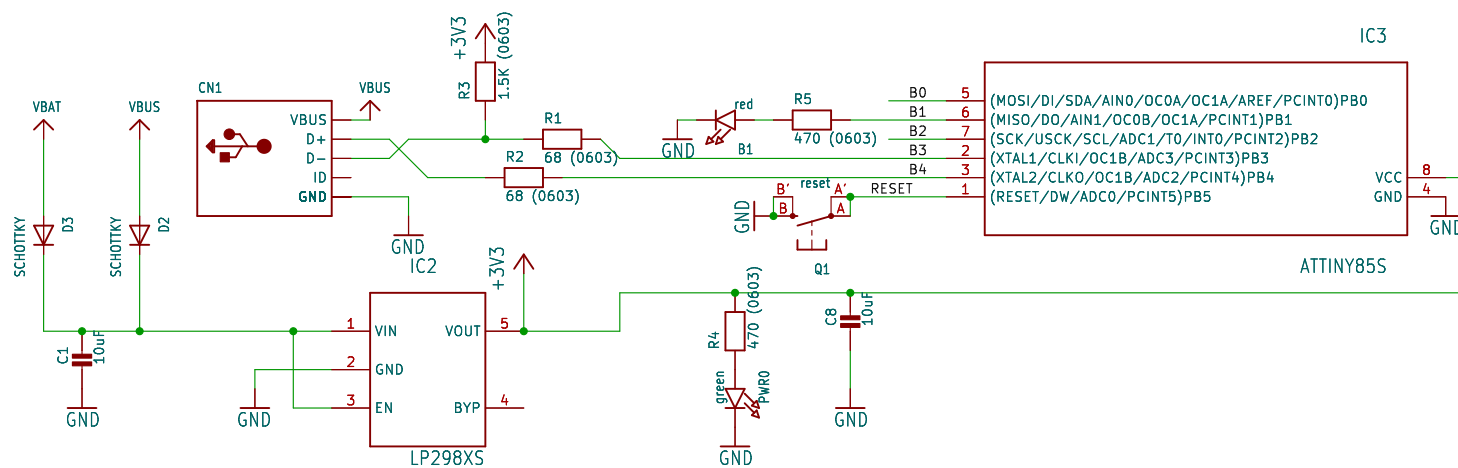 IC3
+3V3
R3
1.5K (0603)
CN1
VBAT
VBUS
VBUS
VBUS
D+
D-
ID
GND
GND
R1
68 (0603)
R2
68 (0603)
red
B1
GND
R5
470 (0603)
B0
B1
B2
B3
B4
RESET
5
6
7
2
3
1
(MOSI/DI/SDA/AIN0/OC0A/OC1A/AREF/PCINT0)PB0
(MISO/DO/AIN1/OC0B/OC1A/PCINT1)PB1
(SCK/USCK/SCL/ADC1/T0/INT0/PCINT2)PB2
(XTAL1/CLKI/OC1B/ADC3/PCINT3)PB3
(XTAL2/CLKO/OC1B/ADC2/PCINT4)PB4
(RESET/DW/ADC0/PCINT5)PB5
VCC
GND
8
4
GND
ATTINY85S
GND
B'
reset
A'
B
A
Q1
SCHOTTKY
D3
SCHOTTKY
D2
C1
10uF
GND
IC2
+3V3
1
VIN
VOUT
5
2
GND
3
EN
BYP
4
GND
LP298XS
R4
470 (0603)
green
PWR0
GND
C8
10uF
GND